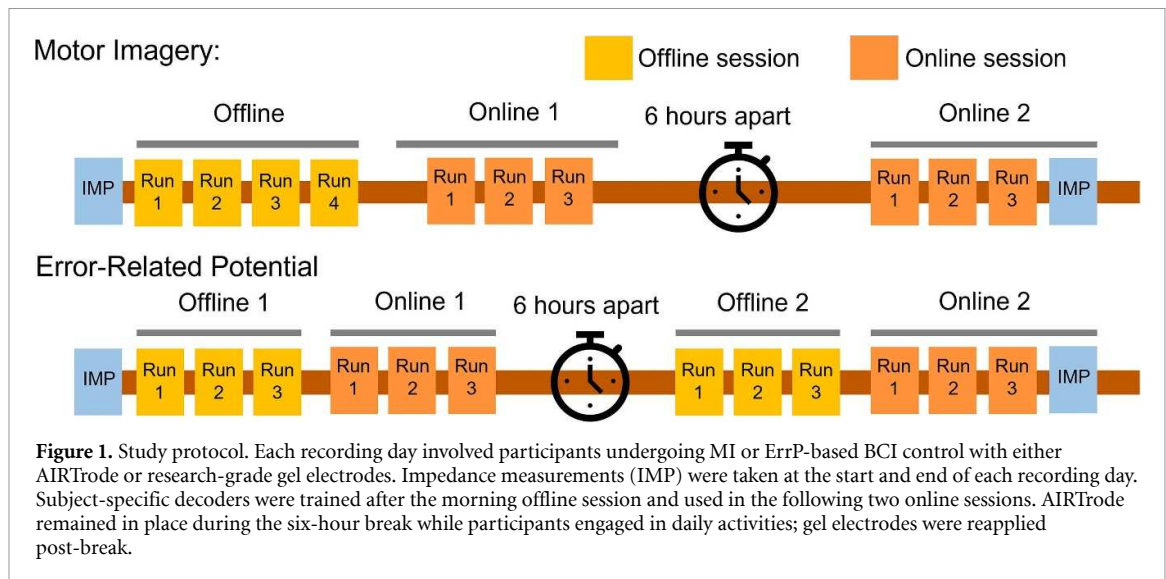 Motor Imagery:
Offline session
Online session
Offline
Online 1
6 hours apart
Online 2
IMP
Run 1
Run 2
Run 3
Run 4
Run 1
Run 2
Run 3
Run 1
Run 2
Run 3
IMP
Error-Related Potential
Offline 1
Online 1
6 hours apart
Offline 2
Online 2
IMP
Run 1
Run 2
Run 3
Run 1
Run 2
Run 3
Run 1
Run 2
Run 3
Run 1
Run 2
Run 3
IMP
Figure 1. Study protocol. Each recording day involved participants undergoing MI or ErrP-based BCI control with either
AIRTrode or research-grade gel electrodes. Impedance measurements (IMP) were taken at the start and end of each recording day.
Subject-specific decoders were trained after the morning offline session and used in the following two online sessions. AIRTrode
remained in place during the six-hour break while participants engaged in daily activities; gel electrodes were reapplied
post-break.